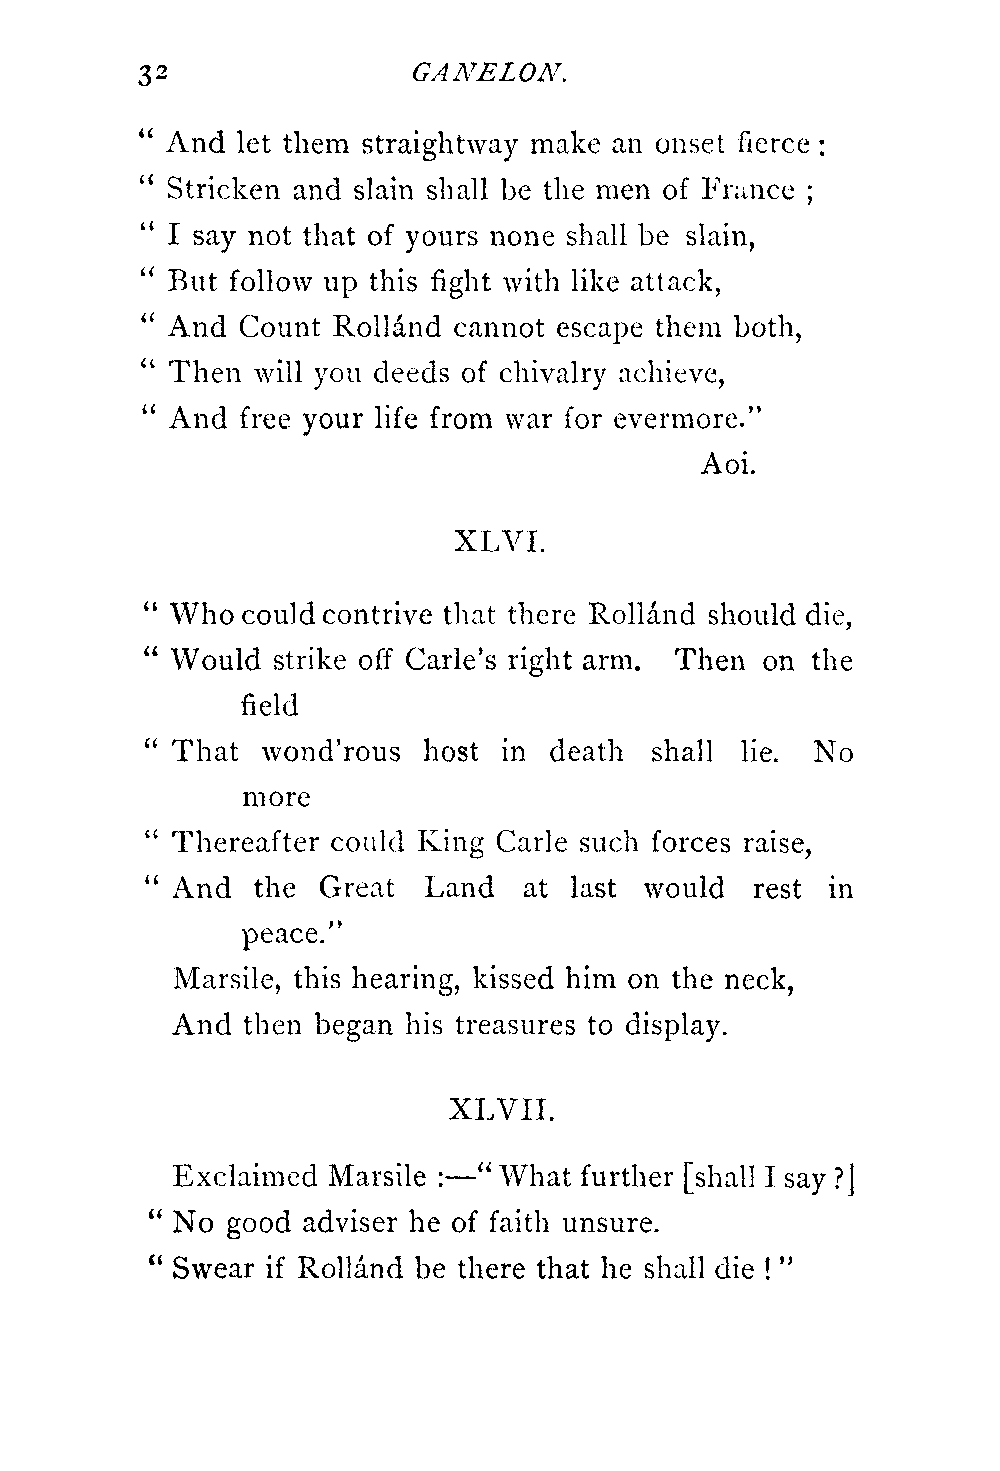 32 GANELON.
“ And let them straightway make an onset fierce :
“ Stricken and slain shall be the men of France ;
“ I say not that of yours none shall be slain,
“ But follow up this fight with like attack,
“ And Count Rollánd cannot escape them both,
“ Then will you deeds of chivalry achieve,
“ And free your life from war for evermore.”
Aoi.
XLVI.
“ Who could contrive that there Rollánd should die,
“ Would strike off Carle's right arm. Then on the
field
“ That wond'rous host in death shall lie. No
more
“ Thereafter could King Carle such forces raise,
“ And the Great Land at last would rest in
peace.”
Marsile, this hearing, kissed him on the neck,
And then began his treasures to display.
XLVII.
Exclaimed Marsile :—“ What further [shall I say ?]
“ No good adviser he of faith unsure.
“ Swear if Rollánd be there that he shall die ! ”